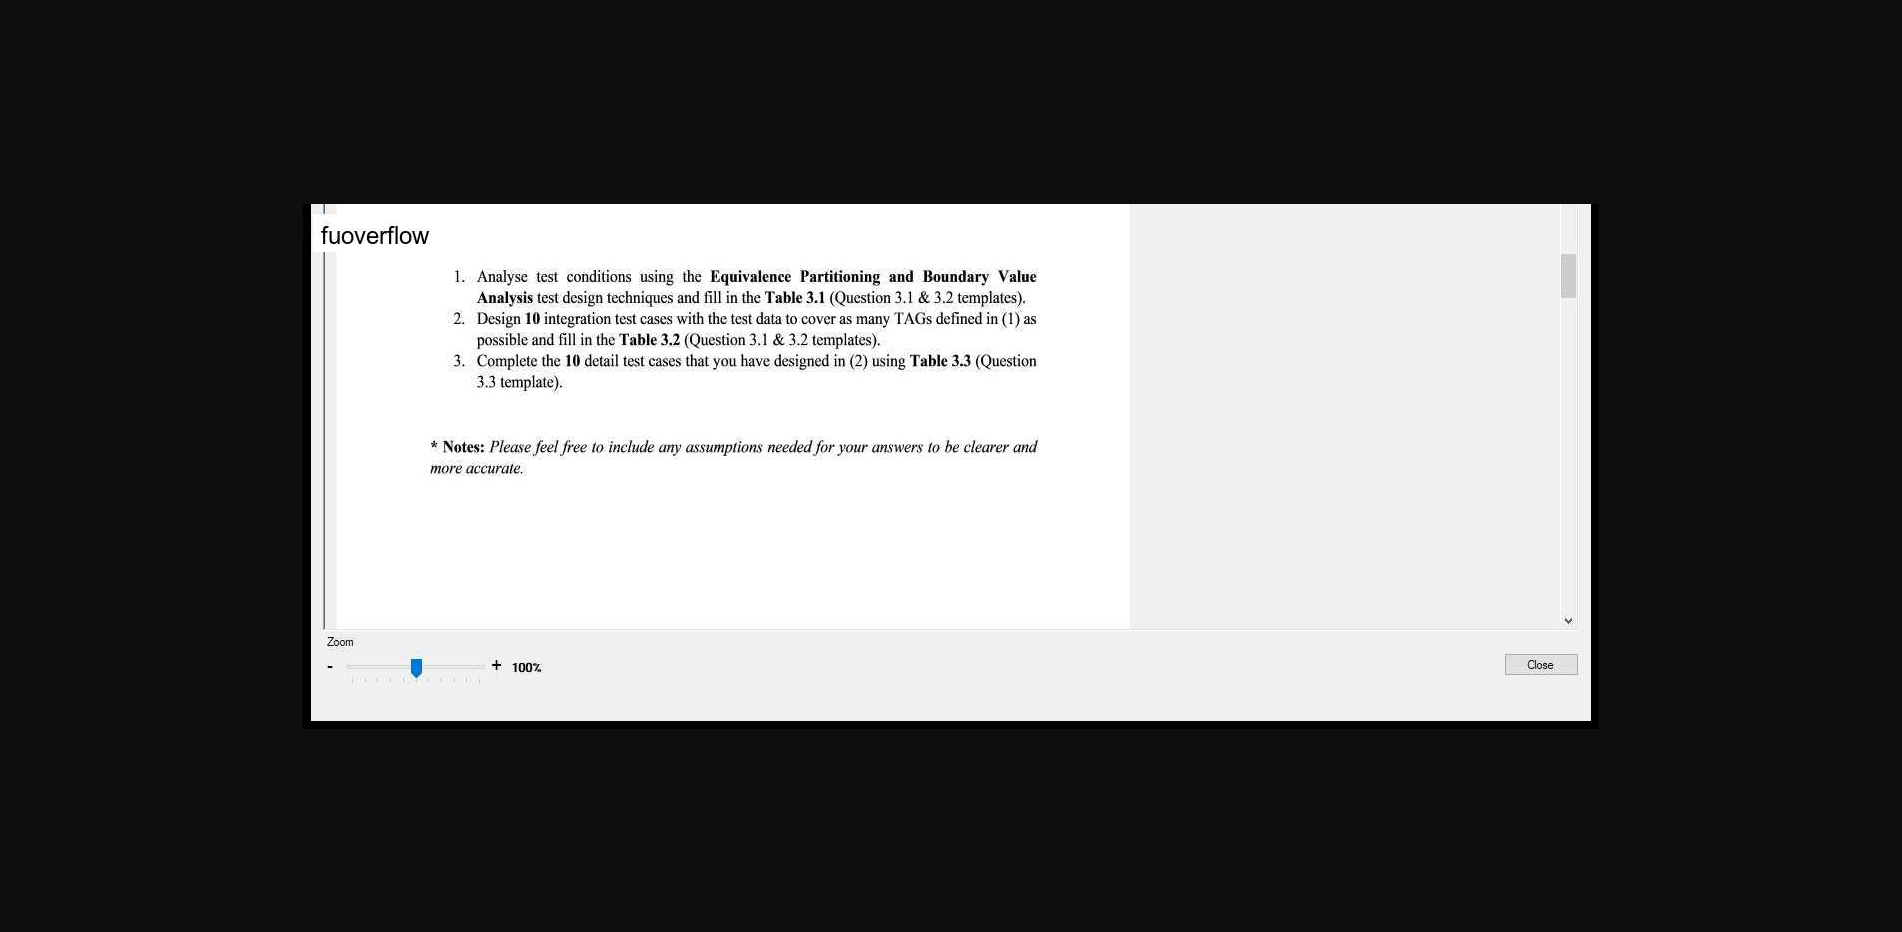 fuoverflow
1. Analyse test conditions using the Equivalence Partitioning and Boundary Value
Analysis test design techniques and fill in the Table 3.1 (Question 3.1 & 3.2 templates).
2. Design 10 integration test cases with the test data to cover as many TAGs defined in (1) as
possible and fill in the Table 3.2 (Question 3.1 & 3.2 templates).
3. Complete the 10 detail test cases that you have designed in (2) using Table 3.3 (Question
3.3 template).
* Notes: Please feel free to include any assumptions needed for your answers to be clearer and
more accurate.
Zoom
- + 100%
Close